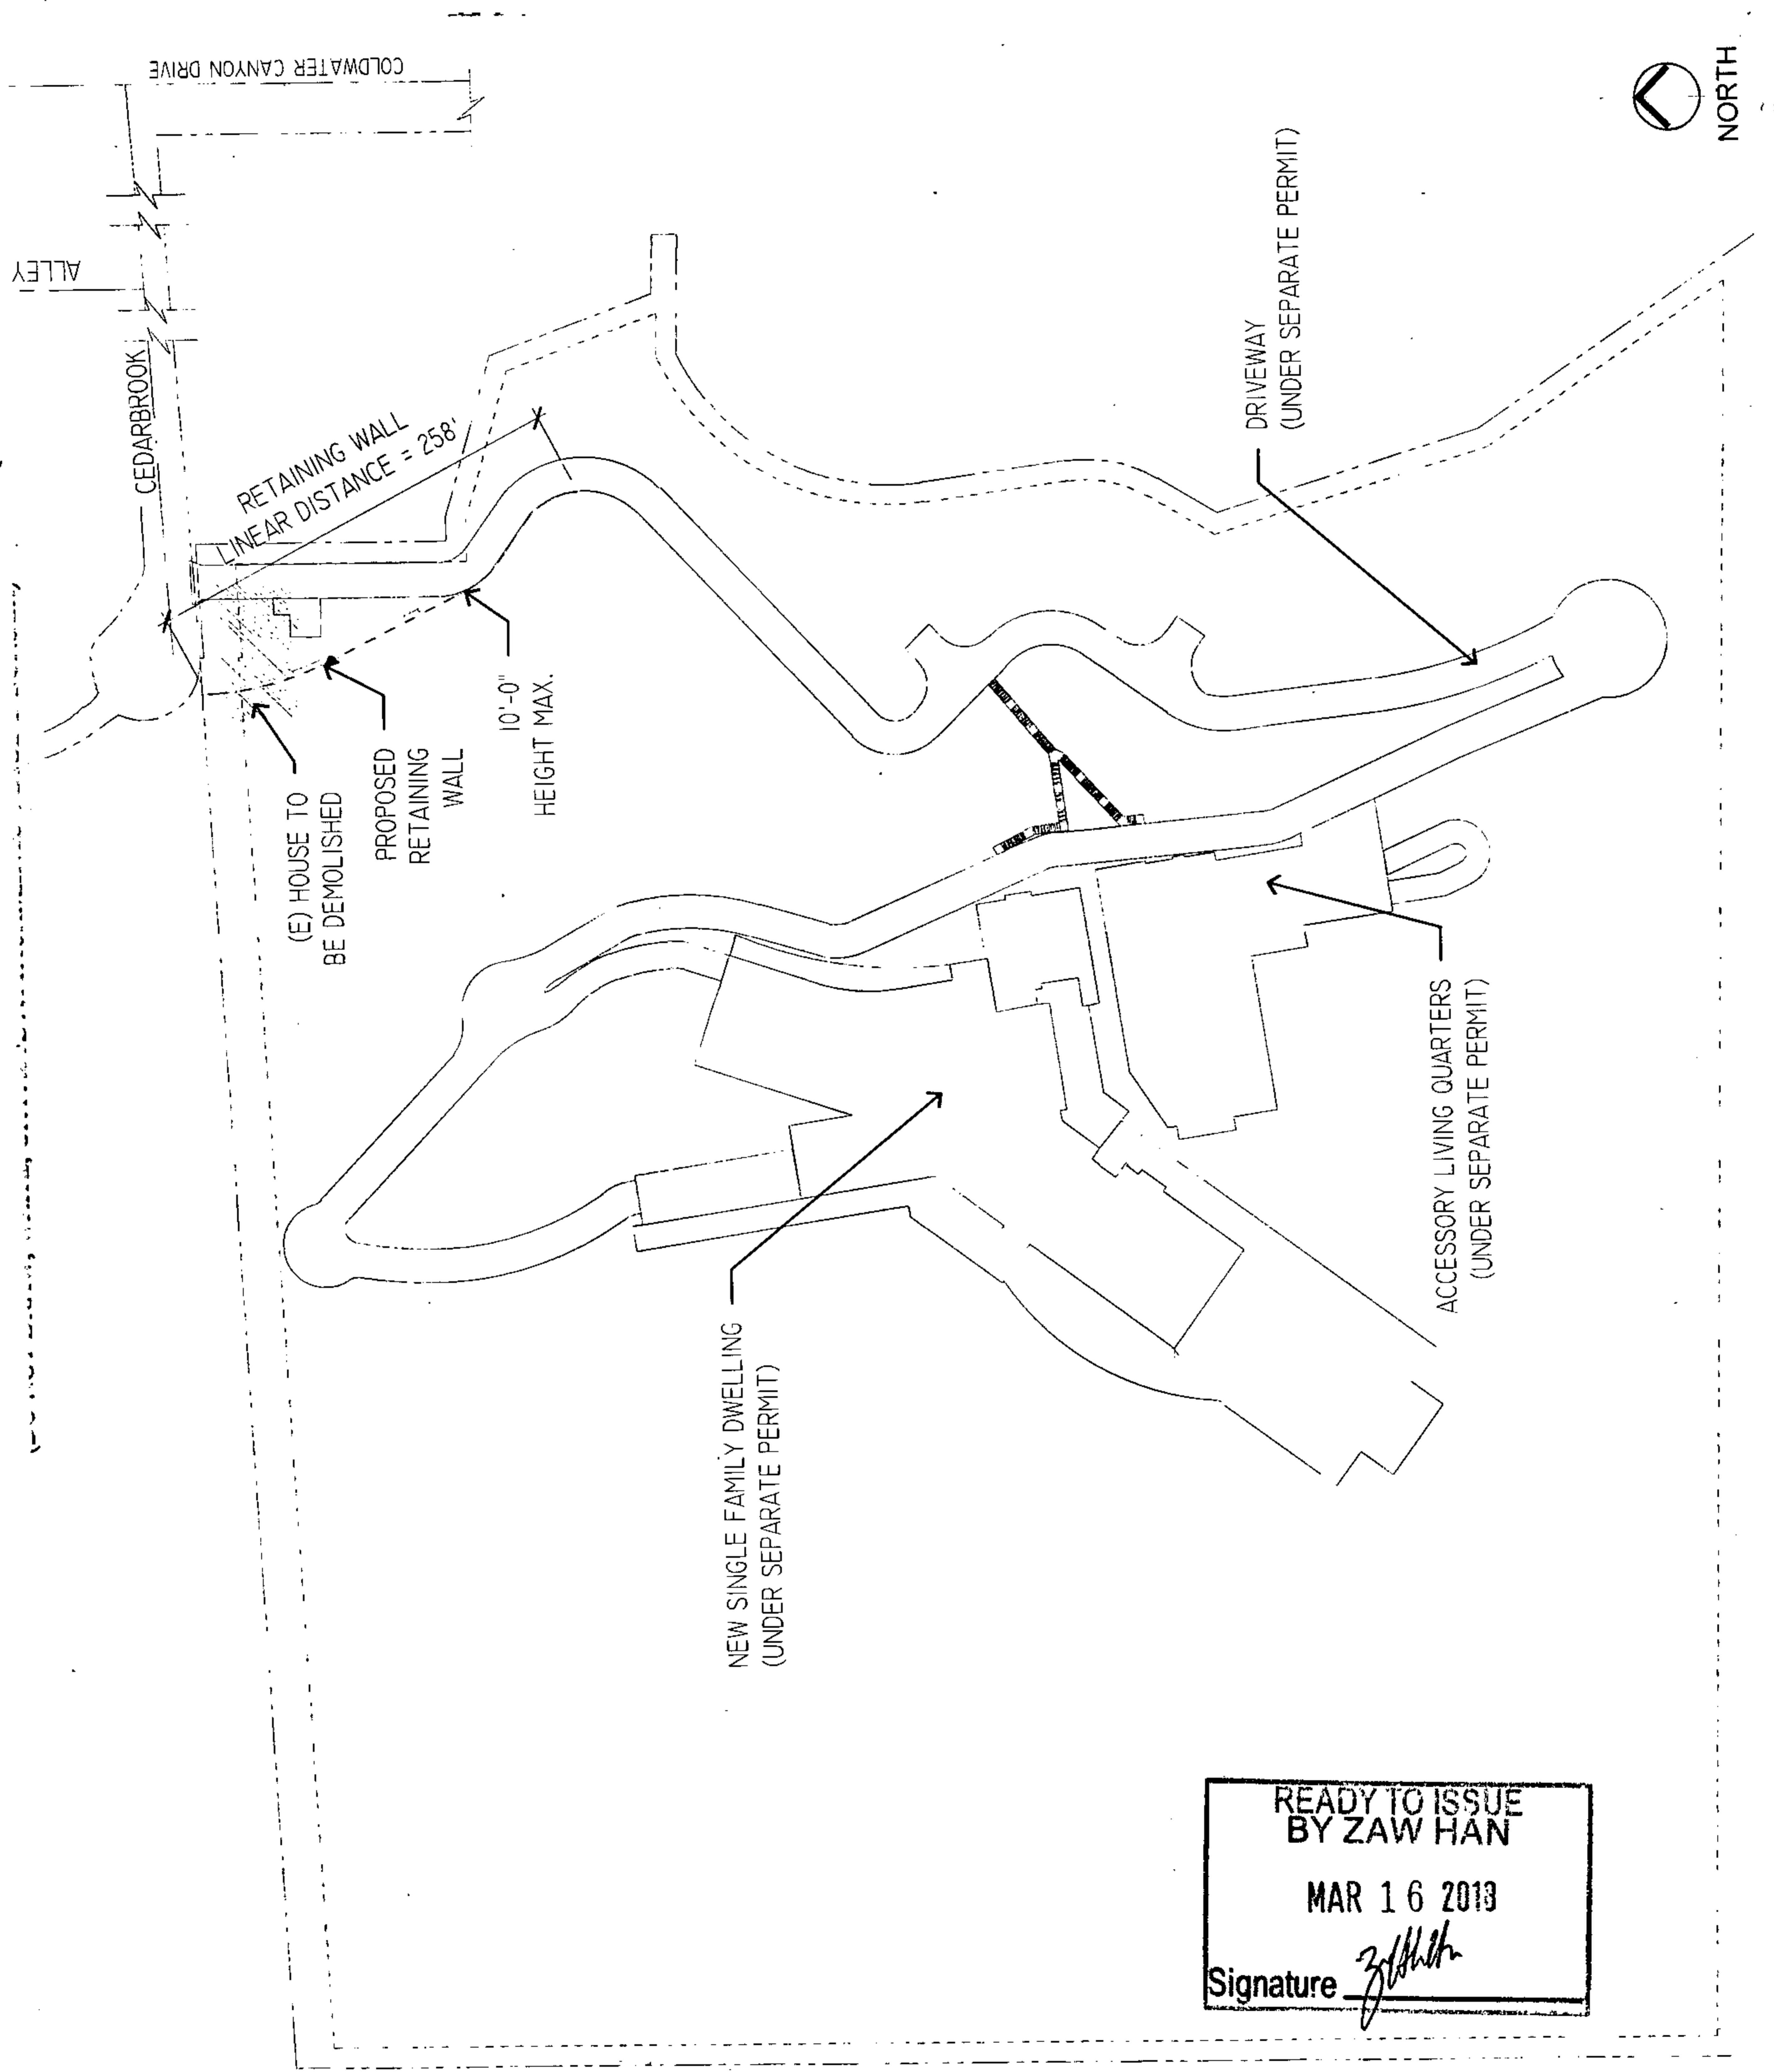 COLDWATER CANYON DRIVE
ALLEY
CEDARBROOK
RETAINING WALL
LINEAR DISTANCE = 258'
(E) HOUSE TO
BE DEMOLISHED
PROPOSED
RETAINING
WALL
10'-0"
HEIGHT MAX.
NORTH
DRIVEWAY
(UNDER SEPARATE PERMIT)
NEW SINGLE FAMILY DWELLING
(UNDER SEPARATE PERMIT)
ACCESSORY LIVING QUARTERS
(UNDER SEPARATE PERMIT)
READY TO ISSUE
BY ZAW HAN
MAR 16
Signature